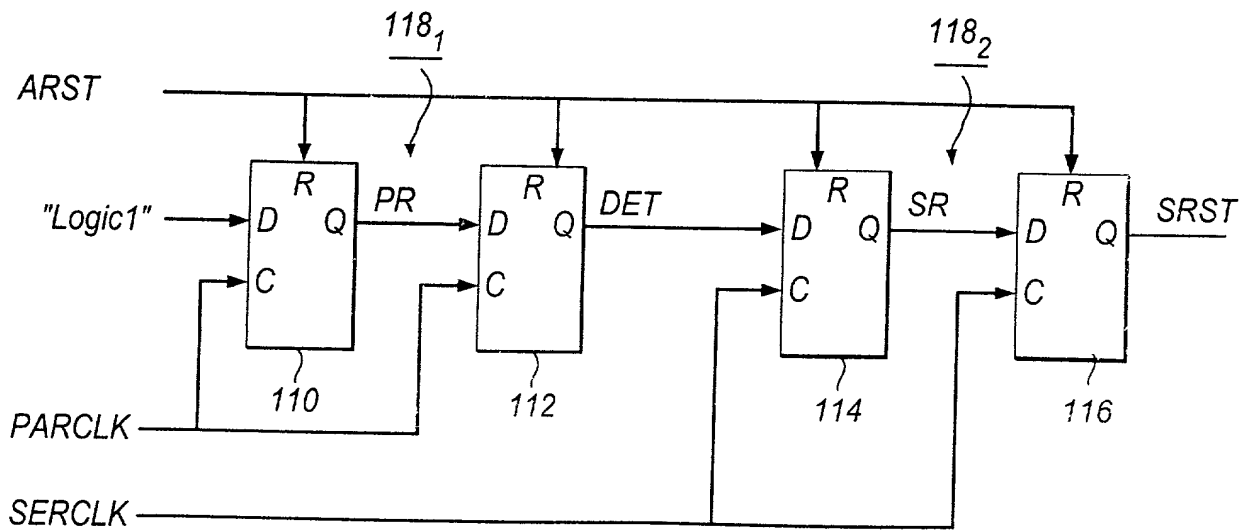 118₁
118₂
ARST
R
R
R
R
"Logic1"
D
Q
PR
D
Q
DET
D
Q
SR
D
Q
SRST
C
C
C
C
110
112
114
116
PARCLK
SERCLK